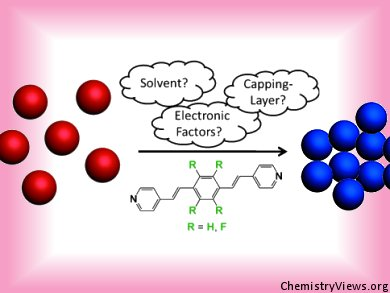 Solvent?
Capping-
Layer?
Electronic
Factors?
R R
N
N
R R
R = H, F
ChemistryViews.org